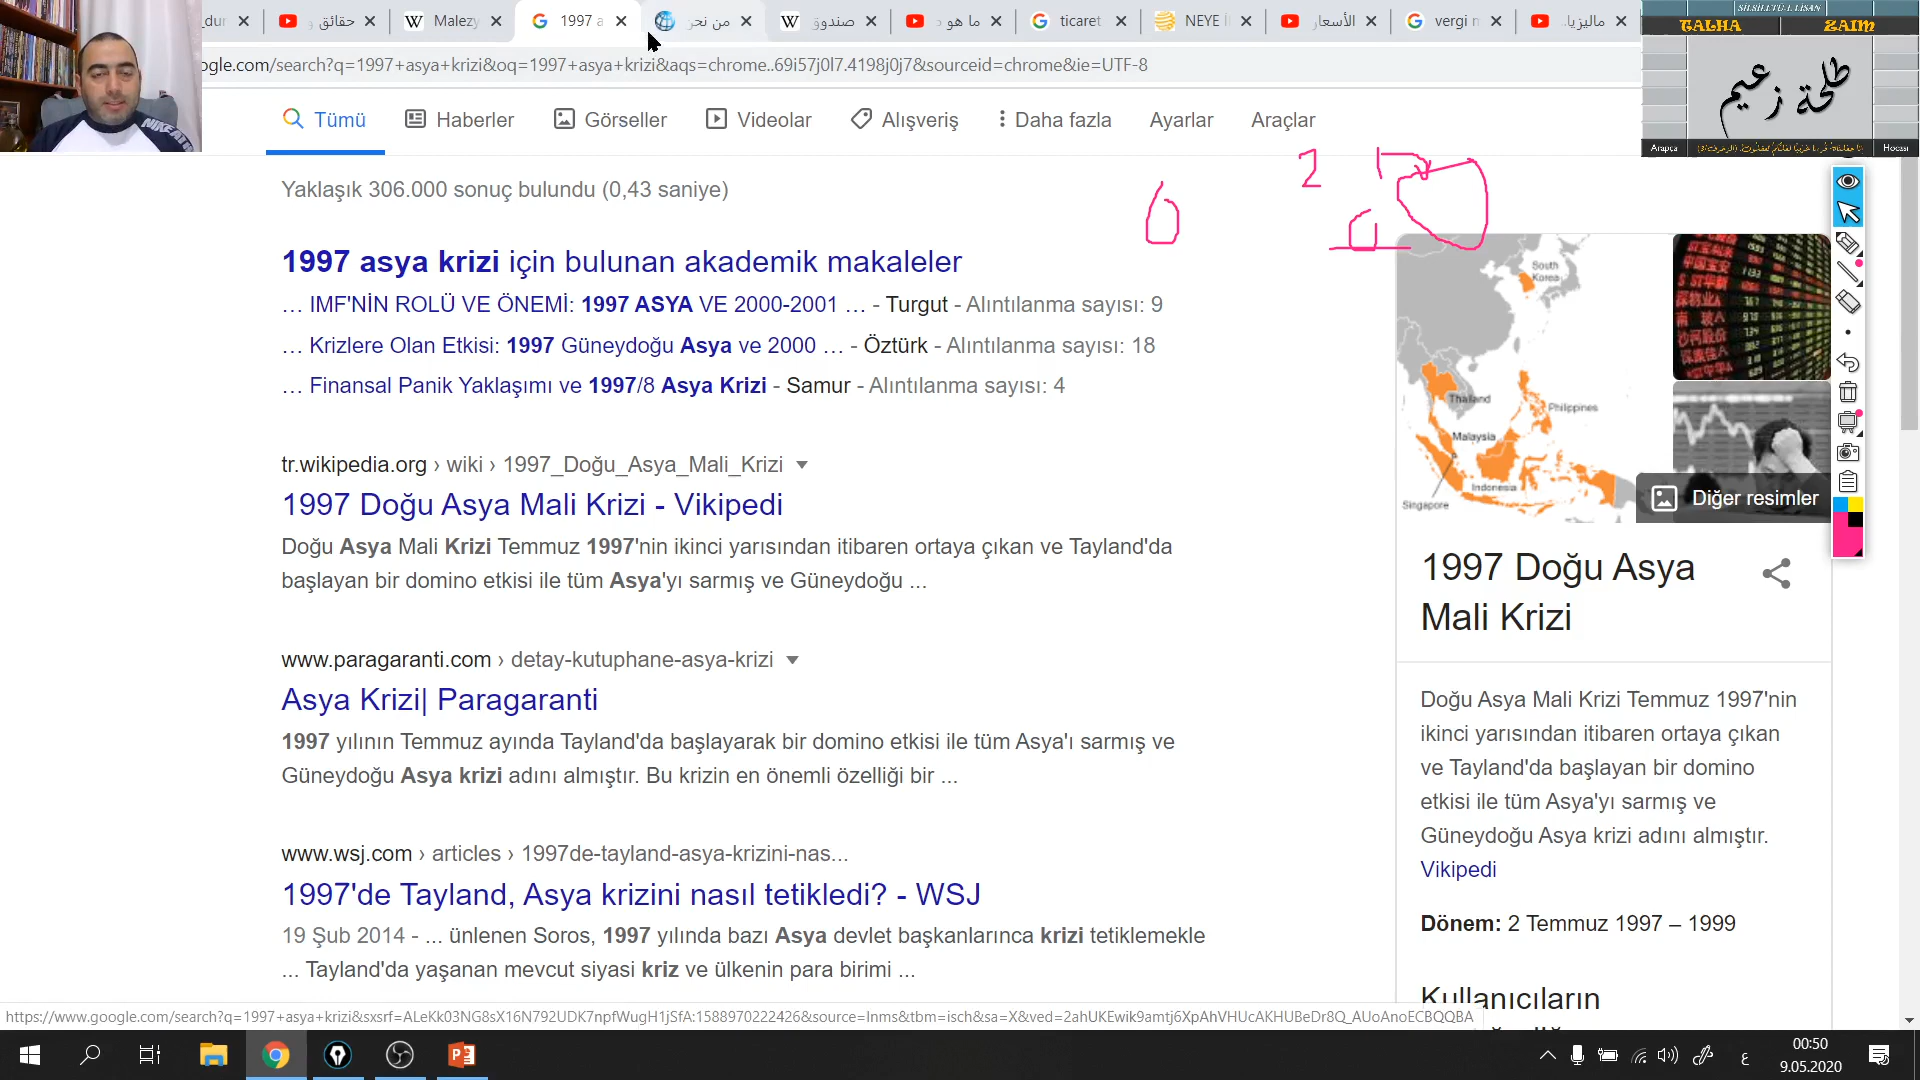 حقائق
Malezy
1997 a
من نحن
صندوق
ما هو
ticaret
NEYE
الأسعار
vergi
ماليزيا
SILSILETÜ-L LISAN
TALHA ZAIM
طلحة زعيم
Arapça
Hocası
ogle.com/search?q=1997+asya+krizi&oq=1997+asya+krizi&aqs=chrome..69i57j0l7.4198j0j7&sourceid=chrome&ie=UTF-8
Tümü Haberler Görseller Videolar Alışveriş Daha fazla Ayarlar Araçlar
NIKEATH
Yaklaşık 306.000 sonuç bulundu (0,43 saniye)
6
2
1997 asya krizi için bulunan akademik makaleler
… IMF'NİN ROLÜ VE ÖNEMİ: 1997 ASYA VE 2000-2001 … - Turgut - Alıntılanma sayısı: 9
… Krizlere Olan Etkisi: 1997 Güneydoğu Asya ve 2000 … - Öztürk - Alıntılanma sayısı: 18
… Finansal Panik Yaklaşımı ve 1997/8 Asya Krizi - Samur - Alıntılanma sayısı: 4
tr.wikipedia.org › wiki › 1997_Doğu_Asya_Mali_Krizi
1997 Doğu Asya Mali Krizi - Vikipedi
Doğu Asya Mali Krizi Temmuz 1997'nin ikinci yarısından itibaren ortaya çıkan ve Tayland'da
başlayan bir domino etkisi ile tüm Asya'yı sarmış ve Güneydoğu ...
www.paragaranti.com › detay-kutuphane-asya-krizi
Asya Krizi| Paragaranti
1997 yılının Temmuz ayında Tayland'da başlayarak bir domino etkisi ile tüm Asya'ı sarmış ve
Güneydoğu Asya krizi adını almıştır. Bu krizin en önemli özelliği bir ...
www.wsj.com › articles › 1997de-tayland-asya-krizini-nas...
1997'de Tayland, Asya krizini nasıl tetikledi? - WSJ
19 Şub 2014 - ... ünlenen Soros, 1997 yılında bazı Asya devlet başkanlarınca krizi tetiklemekle
... Tayland'da yaşanan mevcut siyasi kriz ve ülkenin para birimi ...
South
Korea
Thailand
Philippines
Malaysia
Indonesia
Singapore
Diğer resimler
1997 Doğu Asya
Mali Krizi
Doğu Asya Mali Krizi Temmuz 1997'nin
ikinci yarısından itibaren ortaya çıkan
ve Tayland'da başlayan bir domino
etkisi ile tüm Asya'yı sarmış ve
Güneydoğu Asya krizi adını almıştır.
Vikipedi
Dönem: 2 Temmuz 1997 – 1999
Kullanıcıların
https://www.google.com/search?q=1997+asya+krizi&sxsrf=ALeKk03NG8sX16N792UDK7npfWugH1jSfA:1588970222426&source=lnms&tbm=isch&sa=X&ved=2ahUKEwik9amtj6XpAhVHUcAKHUBeDr8Q_AUoAnoECBQQBA
ع
00:50
9.05.2020